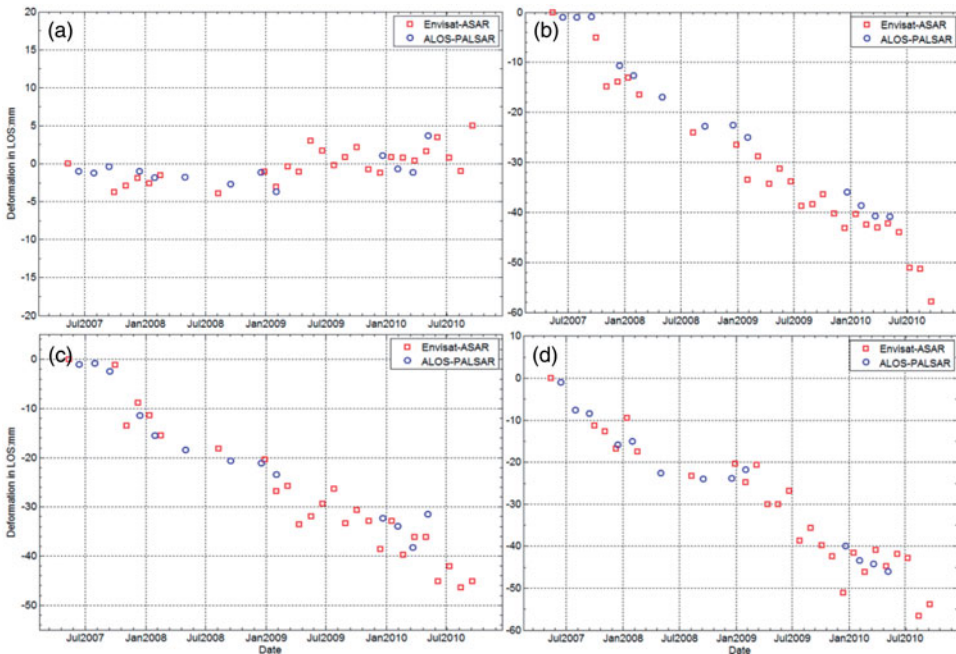 (a)
Envisat-ASAR
ALOS-PALSAR
Deformation in LOS:mm
20
15
10
5
0
-5
-10
-15
-20
Jul2007 Jan2008 Jul2008 Jan2009 Jul2009 Jan2010 Jul2010
(b)
Envisat-ASAR
ALOS-PALSAR
0
-10
-20
-30
-40
-50
-60
Jul2007 Jan2008 Jul2008 Jan2009 Jul2009 Jan2010 Jul2010
(c)
Envisat-ASAR
ALOS-PALSAR
Deformation in LOS:mm
0
-10
-20
-30
-40
-50
Jul2007 Jan2008 Jul2008 Jan2009 Jul2009 Jan2010 Jul2010
Date
(d)
Envisat-ASAR
ALOS-PALSAR
10
0
-10
-20
-30
-40
-50
-60
Jul2007 Jan2008 Jul2008 Jan2009 Jul2009 Jan2010 Jul2010
Date